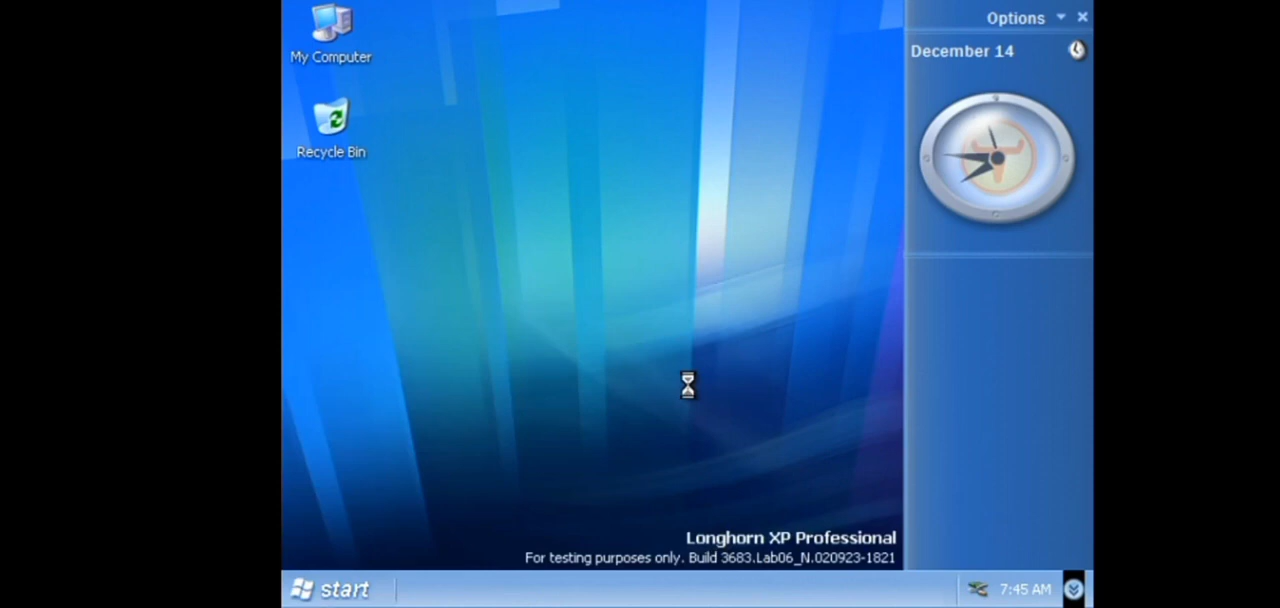 My Computer
Recycle Bin
Options
December 14
Longhorn XP Professional
For testing purposes only. Build 3683.Lab06_N.020923-1821
start
7:45 AM